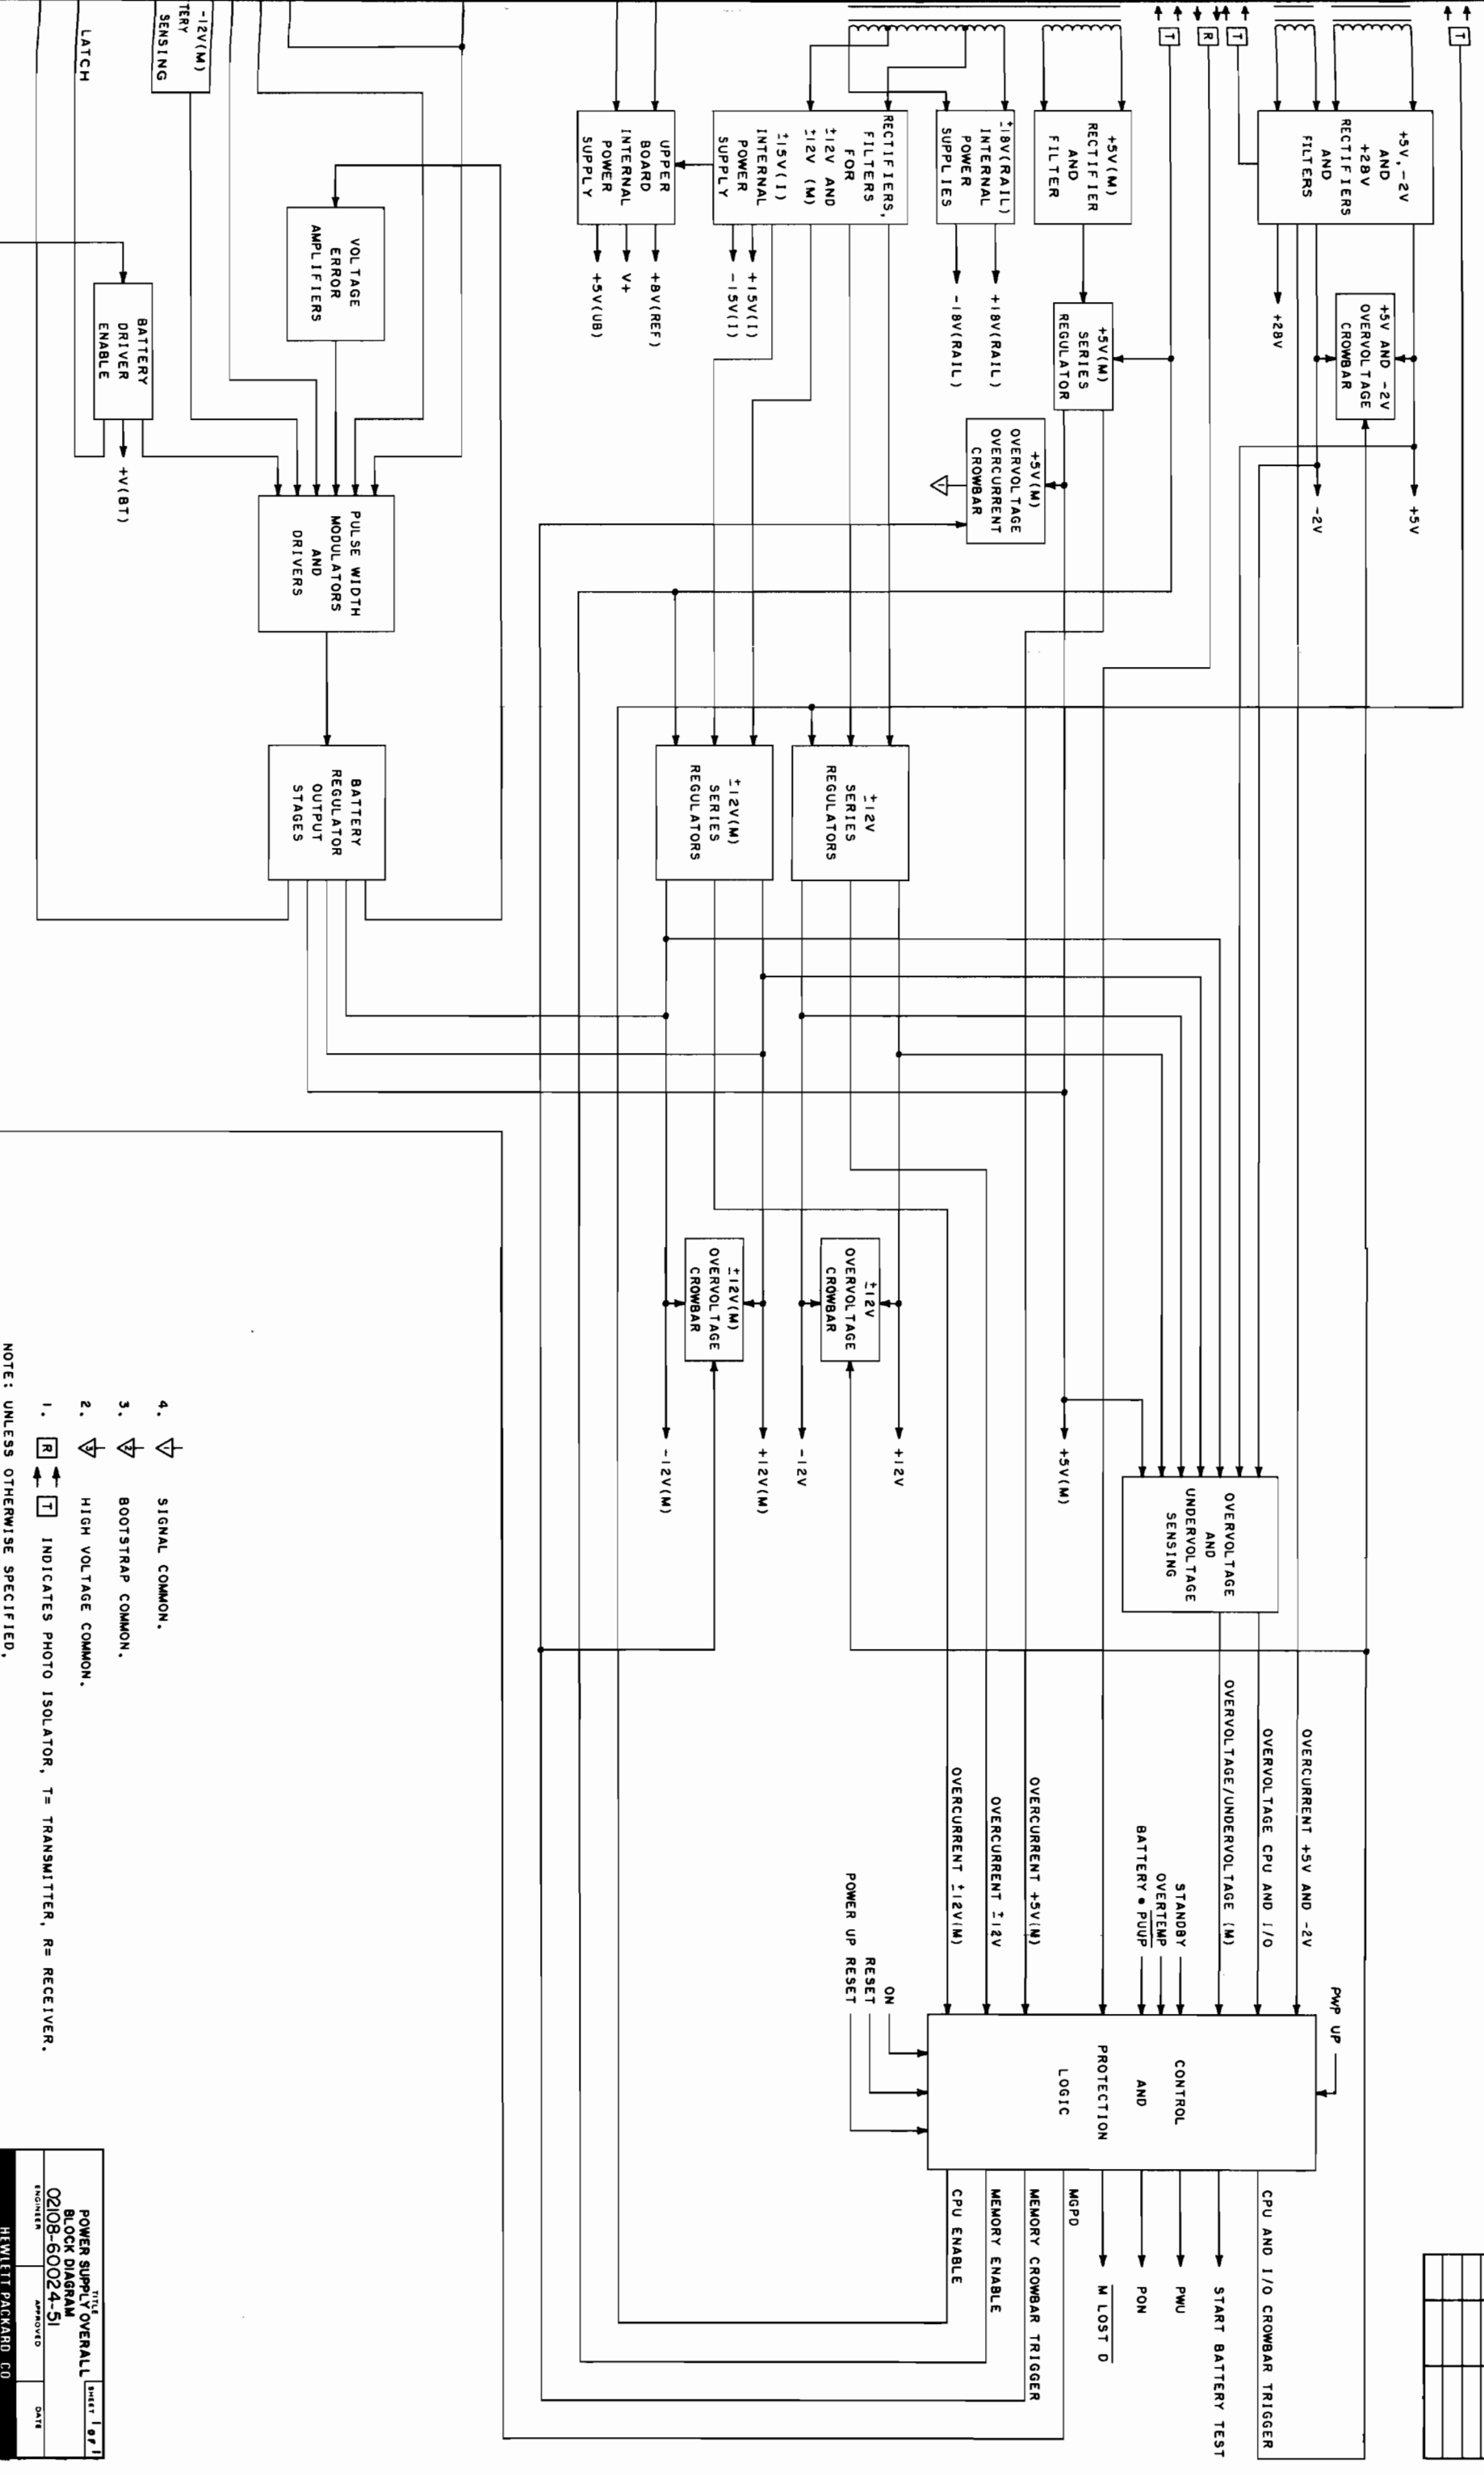 +5V, -2V
AND
+28V
RECTIFIERS
AND
FILTERS
+28V
+5V AND -2V
OVERVOLTAGE
CROWBAR
+5V
-2V
T
T
R
T
+5V(M)
RECTIFIER
AND
FILTER
+5V(M)
SERIES
REGULATOR
+5V(M)
OVERVOLTAGE
OVERCURRENT
CROWBAR
1
±18V(RAIL)
INTERNAL
POWER
SUPPLIES
+18V(RAIL)
-18V(RAIL)
RECTIFIERS,
FILTERS
FOR
±12V AND
±12V (M)
±15V(I)
INTERNAL
POWER
SUPPLY
+15V(I)
-15V(I)
UPPER
BOARD
INTERNAL
POWER
SUPPLY
+8V(REF)
V+
+5V(UB)
VOLTAGE
ERROR
AMPLIFIERS
-12V(M)
TERY
SENSING
LATCH
BATTERY
DRIVER
ENABLE
+V(BT)
PULSE WIDTH
MODULATORS
AND
DRIVERS
BATTERY
REGULATOR
OUTPUT
STAGES
±12V
SERIES
REGULATORS
±12V(M)
SERIES
REGULATORS
±12V
OVERVOLTAGE
CROWBAR
±12V(M)
OVERVOLTAGE
CROWBAR
+5V(M)
+12V
-12V
+12V(M)
-12V(M)
OVERVOLTAGE
AND
UNDERVOLTAGE
SENSING
OVERCURRENT +5V AND -2V
OVERVOLTAGE CPU AND I/O
OVERVOLTAGE/UNDERVOLTAGE (M)
STANDBY
OVERTEMP
BATTERY • PUUP
OVERCURRENT +5V(M)
OVERCURRENT ±12V
OVERCURRENT ±12V(M)
ON
RESET
POWER UP RESET
PWP UP
CONTROL
AND
PROTECTION
LOGIC
CPU AND I/O CROWBAR TRIGGER
START BATTERY TEST
PWU
PON
M LOST D
MGPD
MEMORY CROWBAR TRIGGER
MEMORY ENABLE
CPU ENABLE
4. 1 SIGNAL COMMON.
3. 2 BOOTSTRAP COMMON.
2. 3 HIGH VOLTAGE COMMON.
1. R T INDICATES PHOTO ISOLATOR, T= TRANSMITTER, R= RECEIVER.
NOTE: UNLESS OTHERWISE SPECIFIED,
TITLE
POWER SUPPLY OVERALL
BLOCK DIAGRAM
SHEET 1 OF 1
02108-60024-51
ENGINEER
APPROVED
DATE
HEWLETT PACKARD CO